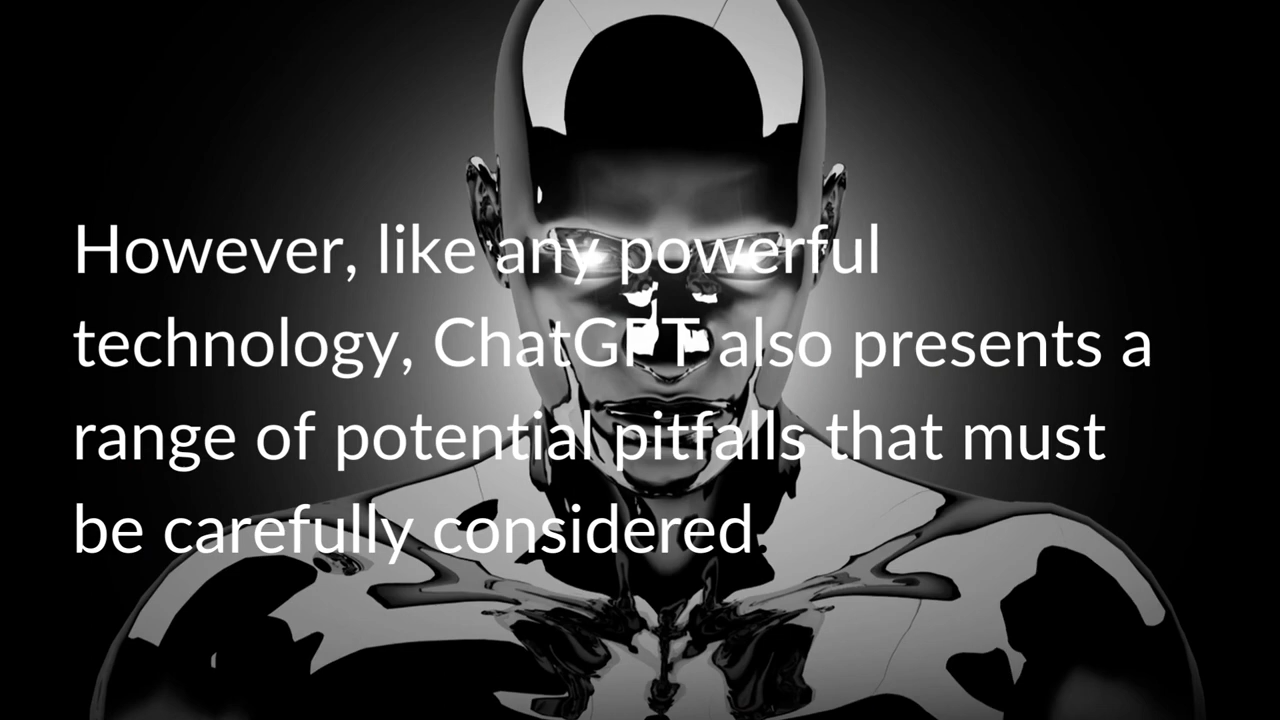 However, like any powerful
technology, ChatGPT also presents a
range of potential pitfalls that must
be carefully considered.